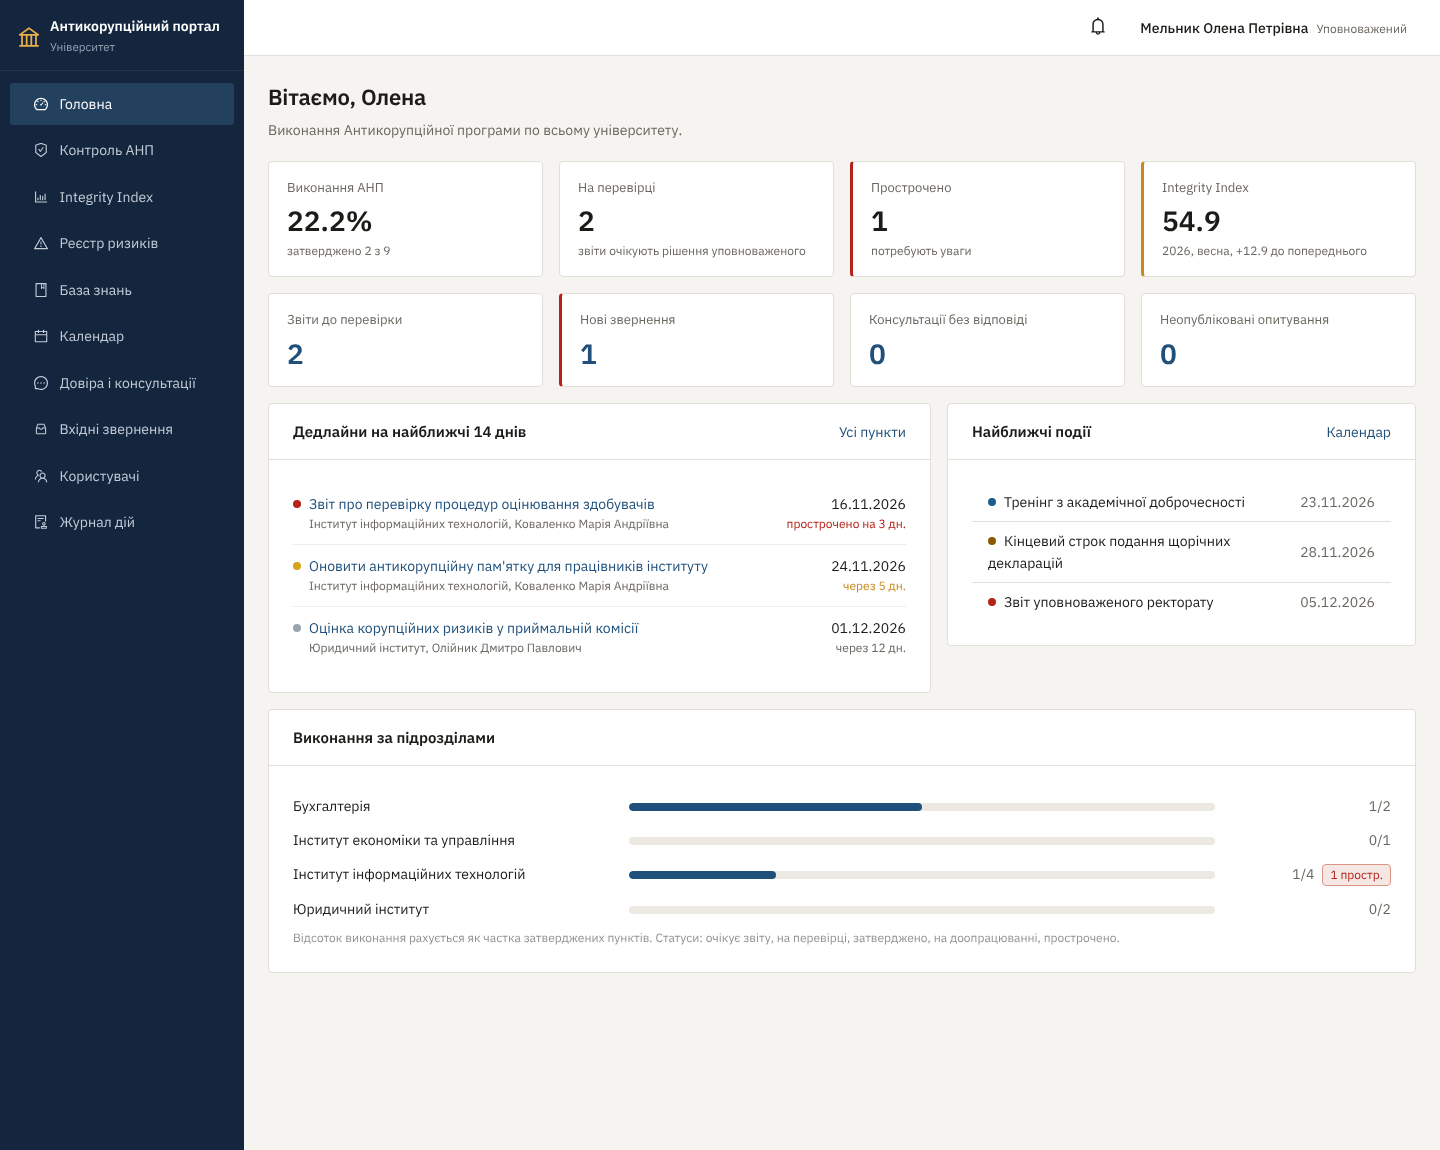 Антикорупційний портал
Університет
Головна
Контроль АНП
Integrity Index
Реєстр ризиків
База знань
Календар
Довіра і консультації
Вхідні звернення
Користувачі
Журнал дій
Мельник Олена Петрівна Уповноважений
Вітаємо, Олена
Виконання Антикорупційної програми по всьому університету.
Виконання АНП
22.2%
затверджено 2 з 9
На перевірці
2
звіти очікують рішення уповноваженого
Прострочено
1
потребують уваги
Integrity Index
54.9
2026, весна, +12.9 до попереднього
Звіти до перевірки
2
Нові звернення
1
Консультації без відповіді
0
Неопубліковані опитування
0
Дедлайни на найближчі 14 днів Усі пункти
Звіт про перевірку процедур оцінювання здобувачів 16.11.2026
Інститут інформаційних технологій, Коваленко Марія Андріївна прострочено на 3 дн.
Оновити антикорупційну пам'ятку для працівників інституту 24.11.2026
Інститут інформаційних технологій, Коваленко Марія Андріївна через 5 дн.
Оцінка корупційних ризиків у приймальній комісії 01.12.2026
Юридичний інститут, Олійник Дмитро Павлович через 12 дн.
Найближчі події Календар
Тренінг з академічної доброчесності 23.11.2026
Кінцевий строк подання щорічних
декларацій 28.11.2026
Звіт уповноваженого ректорату 05.12.2026
Виконання за підрозділами
Бухгалтерія 1/2
Інститут економіки та управління 0/1
Інститут інформаційних технологій 1/4 1 простр.
Юридичний інститут 0/2
Відсоток виконання рахується як частка затверджених пунктів. Статуси: очікує звіту, на перевірці, затверджено, на доопрацюванні, прострочено.